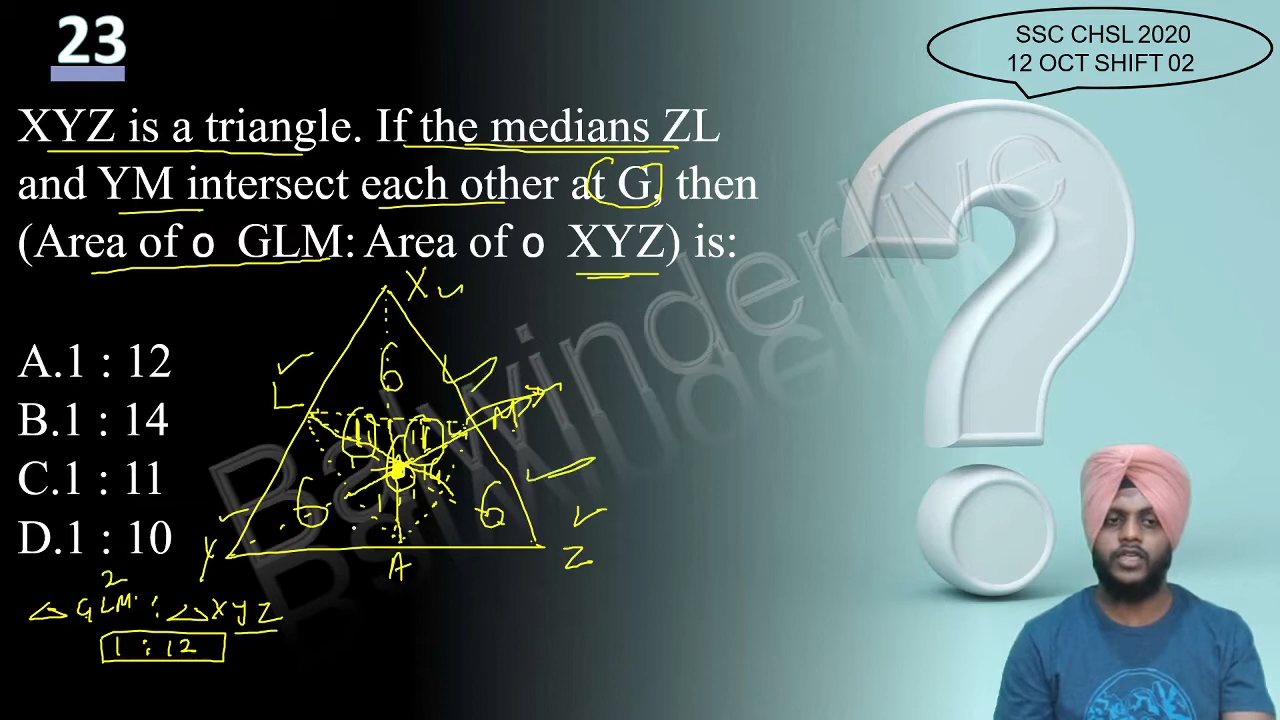 23
SSC CHSL 2020
12 OCT SHIFT 02
XYZ is a triangle. If the medians ZL
and YM intersect each other at G, then
(Area of o GLM: Area of o XYZ) is:
A.1 : 12
B.1 : 14
C.1 : 11
D.1 : 10
X
L
6
M
G
6
6
Y
A
Z
2
△ GLM : △ XYZ
1 : 12
Balwinderlive